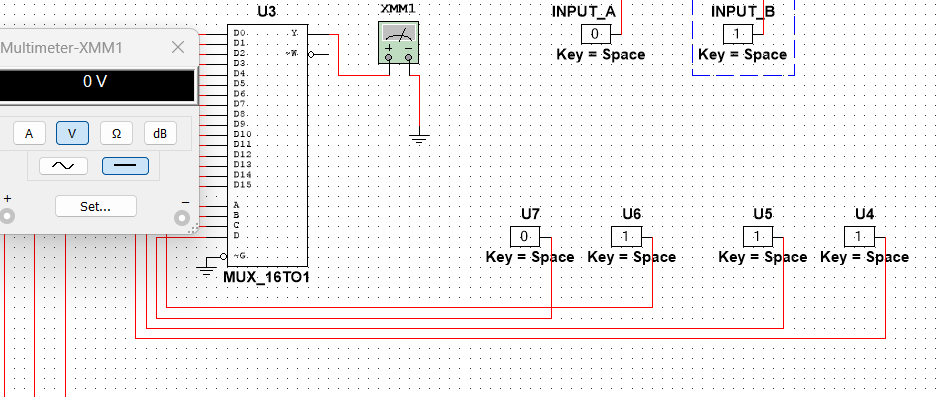 U3
XMM1
INPUT_A
INPUT_B
Multimeter-XMM1
0 V
A V Ω dB
Set...
+ −
D0
D1
D2
D3
D4
D5
D6
D7
D8
D9
D10
D11
D12
D13
D14
D15
A
B
C
D
~G
Y
~W
MUX_16TO1
+ −
0
Key = Space
1
Key = Space
U7
0
Key = Space
U6
1
Key = Space
U5
1
Key = Space
U4
1
Key = Space